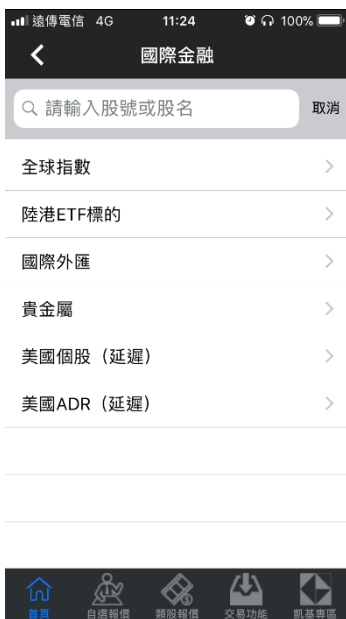 遠傳電信 4G 11:24 100%
國際金融
請輸入股號或股名 取消
全球指數
陸港ETF標的
國際外匯
貴金屬
美國個股（延遲）
美國ADR（延遲）
首頁 自選報價 類股報價 交易功能 凱基專區